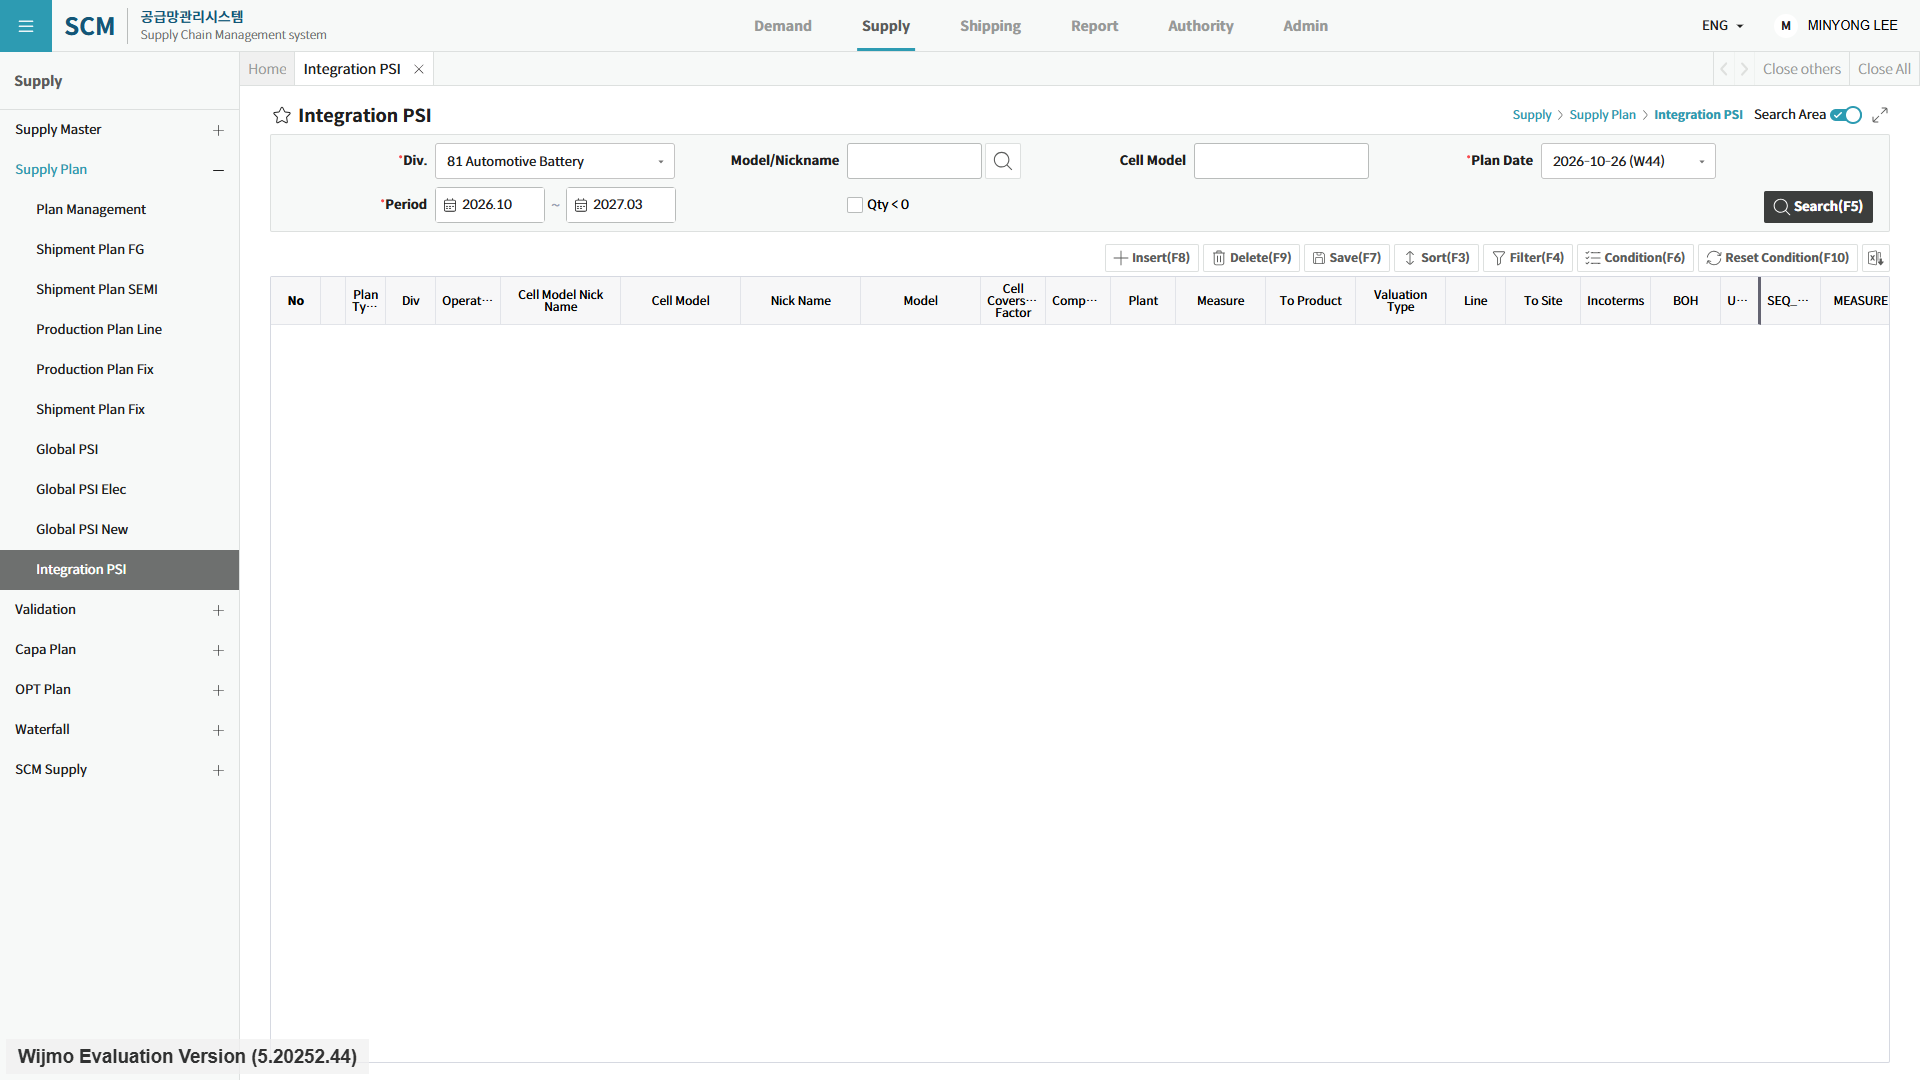 SCM
공급망관리시스템
Supply Chain Management system
Demand
Supply
Shipping
Report
Authority
Admin
ENG
M
MINYONG LEE
Supply
Home
Integration PSI
Close others
Close All
Supply Master
Supply Plan
Plan Management
Shipment Plan FG
Shipment Plan SEMI
Production Plan Line
Production Plan Fix
Shipment Plan Fix
Global PSI
Global PSI Elec
Global PSI New
Integration PSI
Validation
Capa Plan
OPT Plan
Waterfall
SCM Supply
Integration PSI
Supply > Supply Plan > Integration PSI
Search Area
*Div.
81 Automotive Battery
Model/Nickname
Cell Model
*Plan Date
2026-10-26 (W44)
*Period
2026.10
~
2027.03
Qty < 0
Search(F5)
Insert(F8)
Delete(F9)
Save(F7)
Sort(F3)
Filter(F4)
Condition(F6)
Reset Condition(F10)
No
Plan
Ty···
Div
Operat···
Cell Model Nick
Name
Cell Model
Nick Name
Model
Cell
Covers···
Factor
Comp···
Plant
Measure
To Product
Valuation
Type
Line
To Site
Incoterms
BOH
U···
SEQ_···
MEASURE
Wijmo Evaluation Version (5.20252.44)